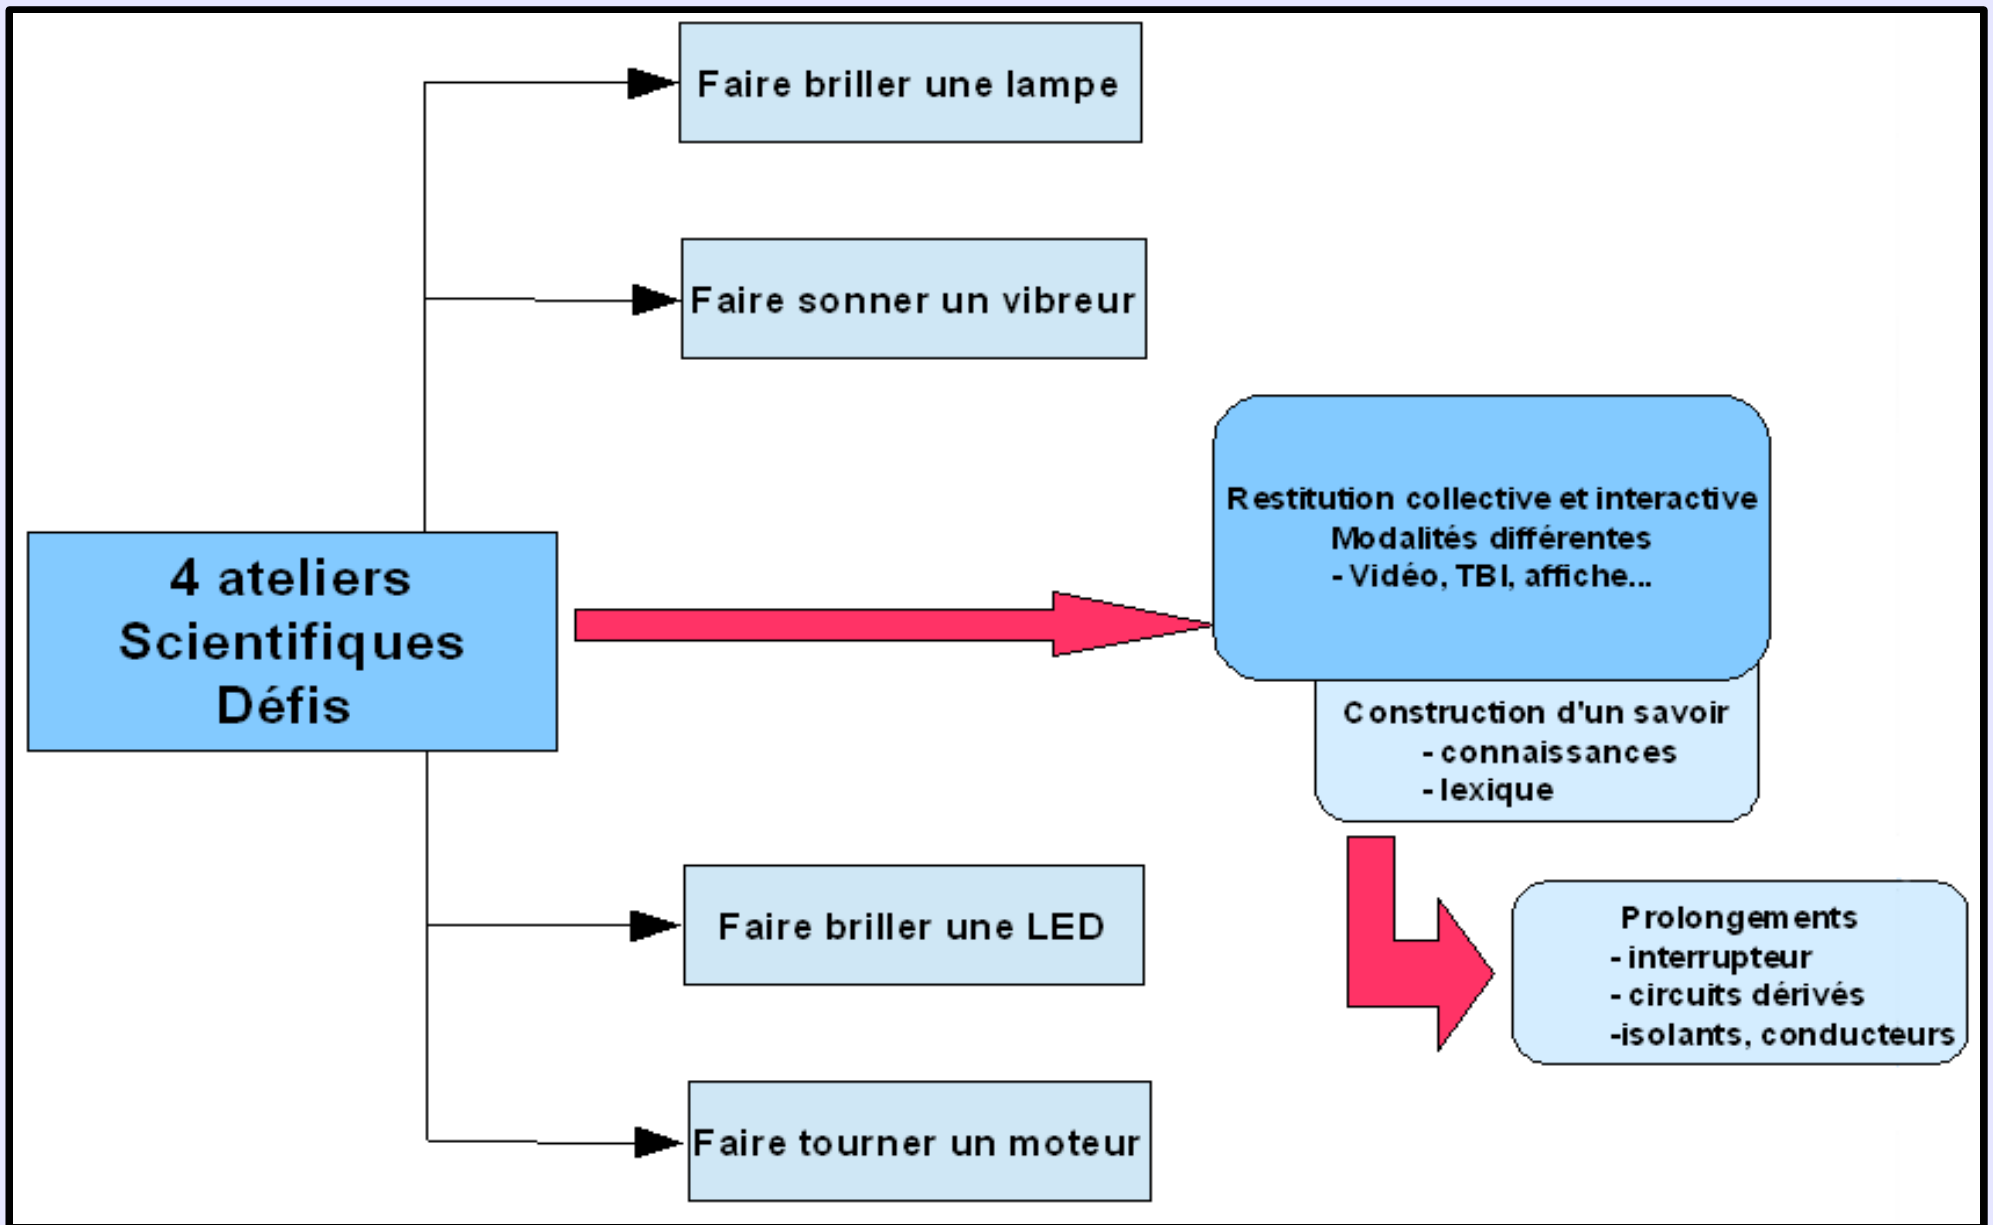 Faire briller une lampe
Faire sonner un vibreur
4 ateliers
Scientifiques
Défis
Restitution collective et interactive
Modalités différentes
- Vidéo, TBI, affiche...
Construction d'un savoir
- connaissances
- lexique
Faire briller une LED
Prolongements
- interrupteur
- circuits dérivés
-isolants, conducteurs
Faire tourner un moteur